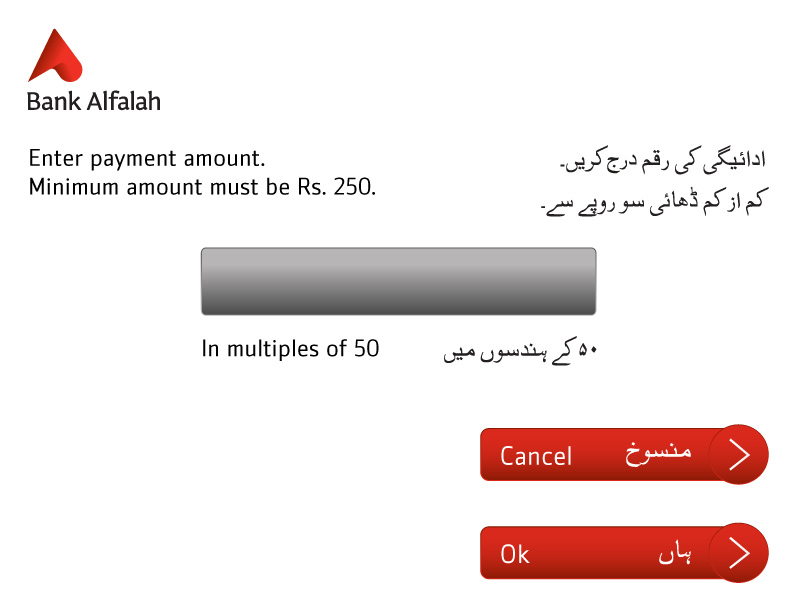 Bank Alfalah
Enter payment amount.
Minimum amount must be Rs. 250.
ادائیگی کی رقم درج کریں۔
کم از کم ڈھائی سو روپے سے۔
In multiples of 50
۵۰ کے ہندسوں میں
Cancel منسوخ
Ok ہاں